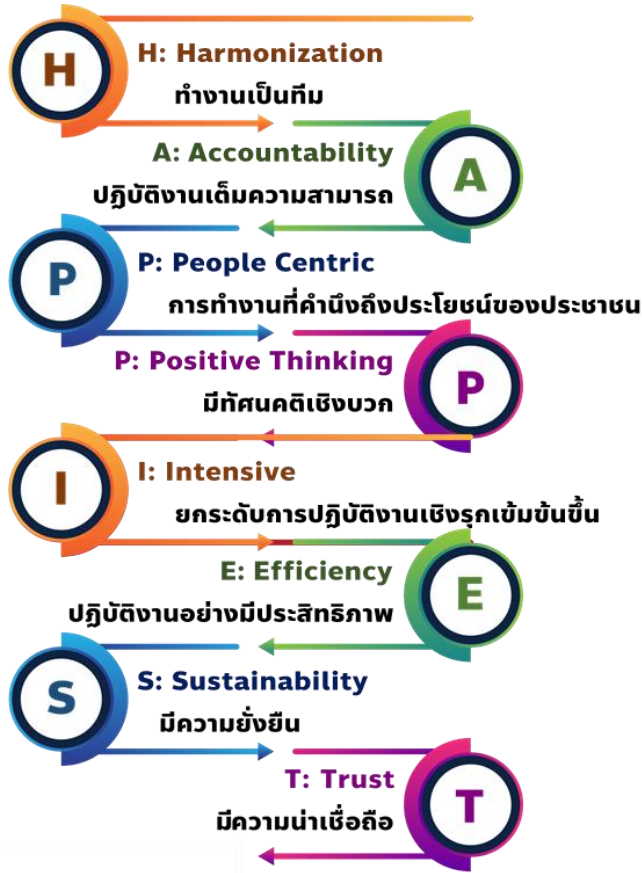 H
H: Harmonization
ทำงานเป็นทีม
A: Accountability
A
ปฏิบัติงานเต็มความสามารถ
P
P: People Centric
การทำงานที่คำนึงถึงประโยชน์ของประชาชน
P: Positive Thinking
P
มีทัศนคติเชิงบวก
I
I: Intensive
ยกระดับการปฏิบัติงานเชิงรุกเข้มข้นขึ้น
E: Efficiency
E
ปฏิบัติงานอย่างมีประสิทธิภาพ
S
S: Sustainability
มีความยั่งยืน
T: Trust
T
มีความน่าเชื่อถือ